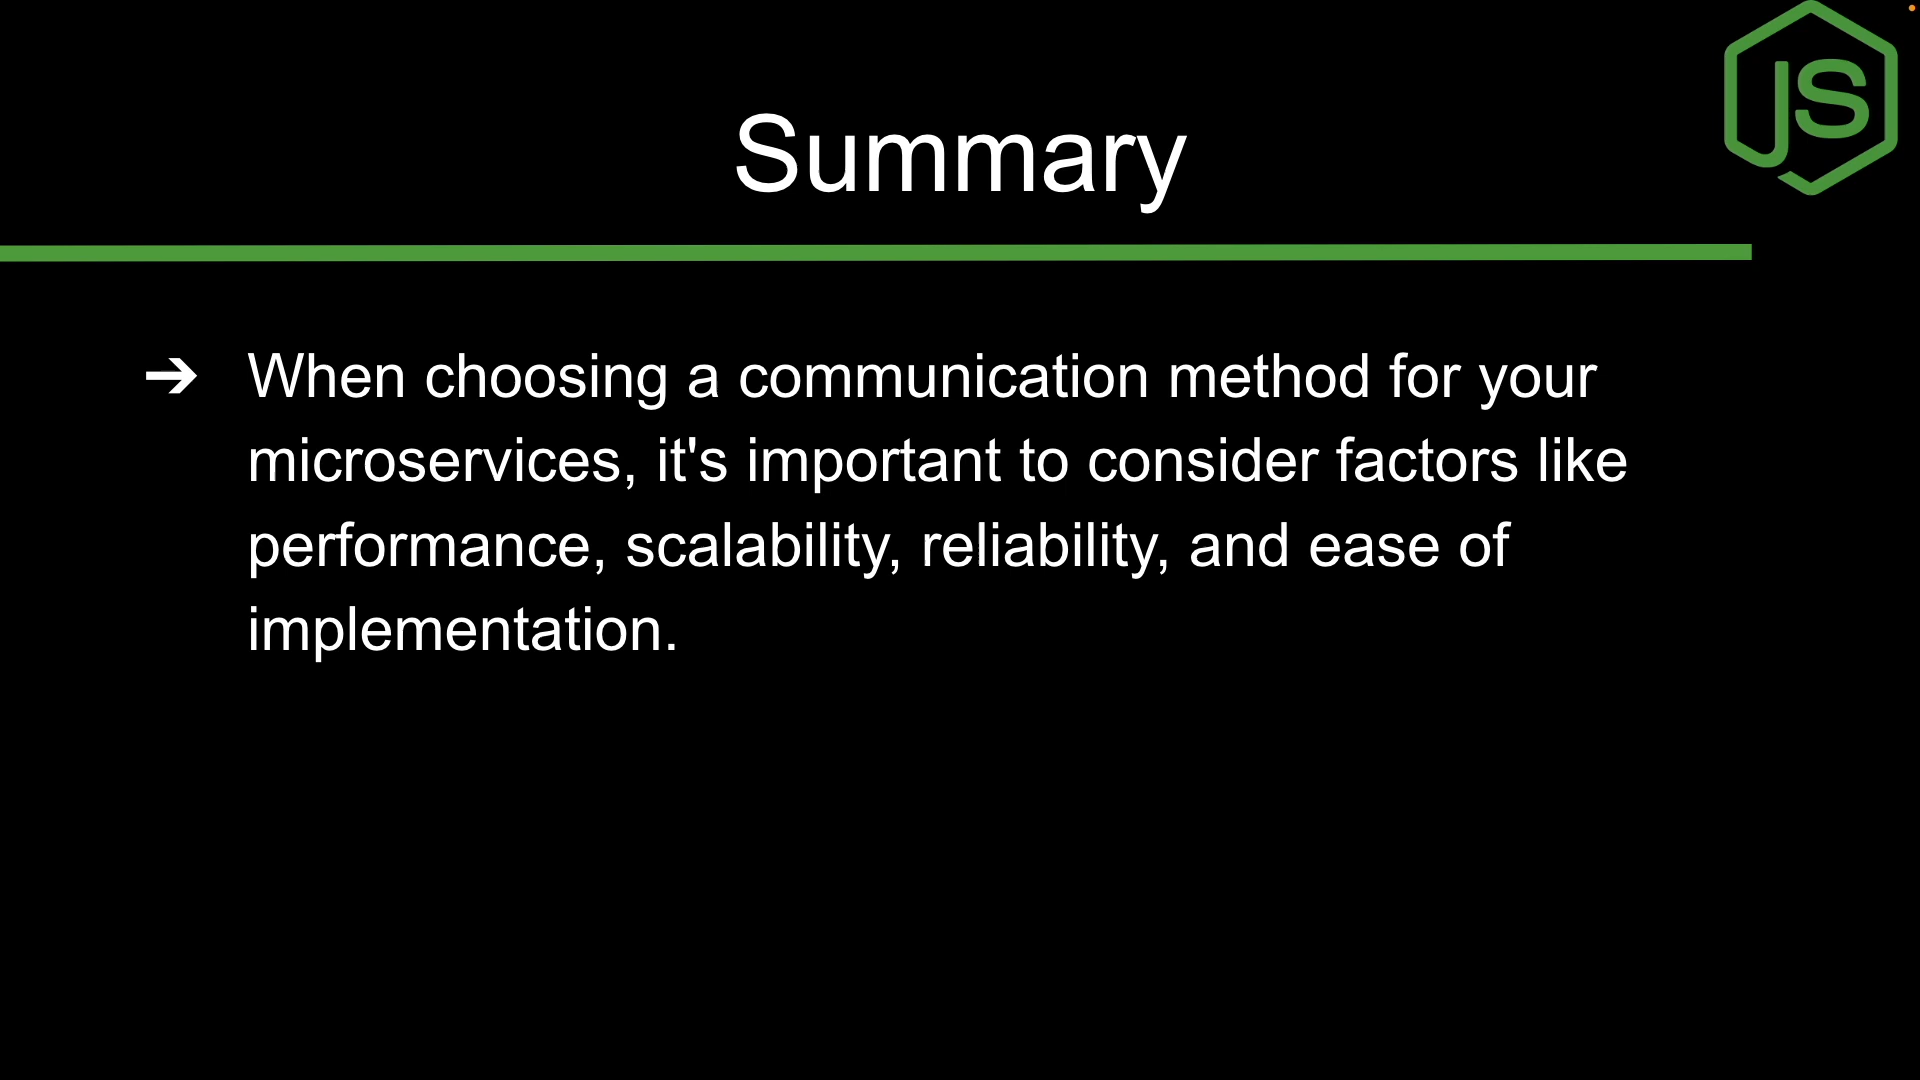 JS
Summary
➔ When choosing a communication method for your
microservices, it's important to consider factors like
performance, scalability, reliability, and ease of
implementation.